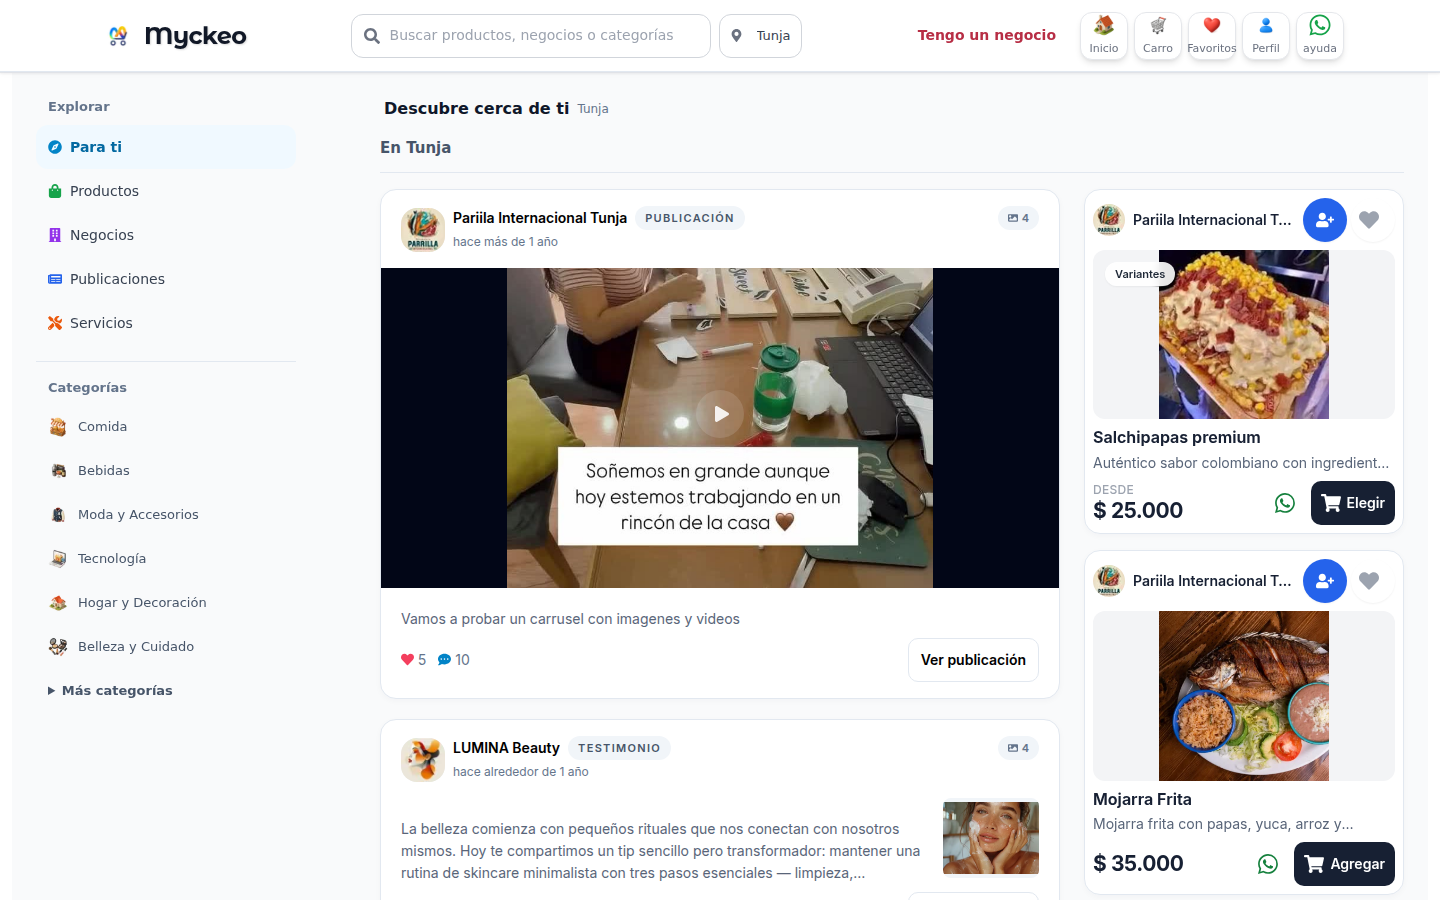 Myckeo
Buscar productos, negocios o categorías
Tunja
Tengo un negocio
Inicio
Carro
Favoritos
Perfil
ayuda
Explorar
Para ti
Productos
Negocios
Publicaciones
Servicios
Categorías
Comida
Bebidas
Moda y Accesorios
Tecnología
Hogar y Decoración
Belleza y Cuidado
Más categorías
Descubre cerca de ti Tunja
En Tunja
Pariila Internacional Tunja PUBLICACIÓN
4
hace más de 1 año
PARRILLA
Sweet
Soñemos en grande aunque
hoy estemos trabajando en un
rincón de la casa
Vamos a probar un carrusel con imagenes y videos
5 10
Ver publicación
LUMINA Beauty TESTIMONIO
4
hace alrededor de 1 año
La belleza comienza con pequeños rituales que nos conectan con nosotros
mismos. Hoy te compartimos un tip sencillo pero transformador: mantener una
rutina de skincare minimalista con tres pasos esenciales — limpieza,...
Pariila Internacional T...
Variantes
Salchipapas premium
Auténtico sabor colombiano con ingredient...
DESDE
$ 25.000
Elegir
Pariila Internacional T...
Mojarra Frita
Mojarra frita con papas, yuca, arroz y...
$ 35.000
Agregar